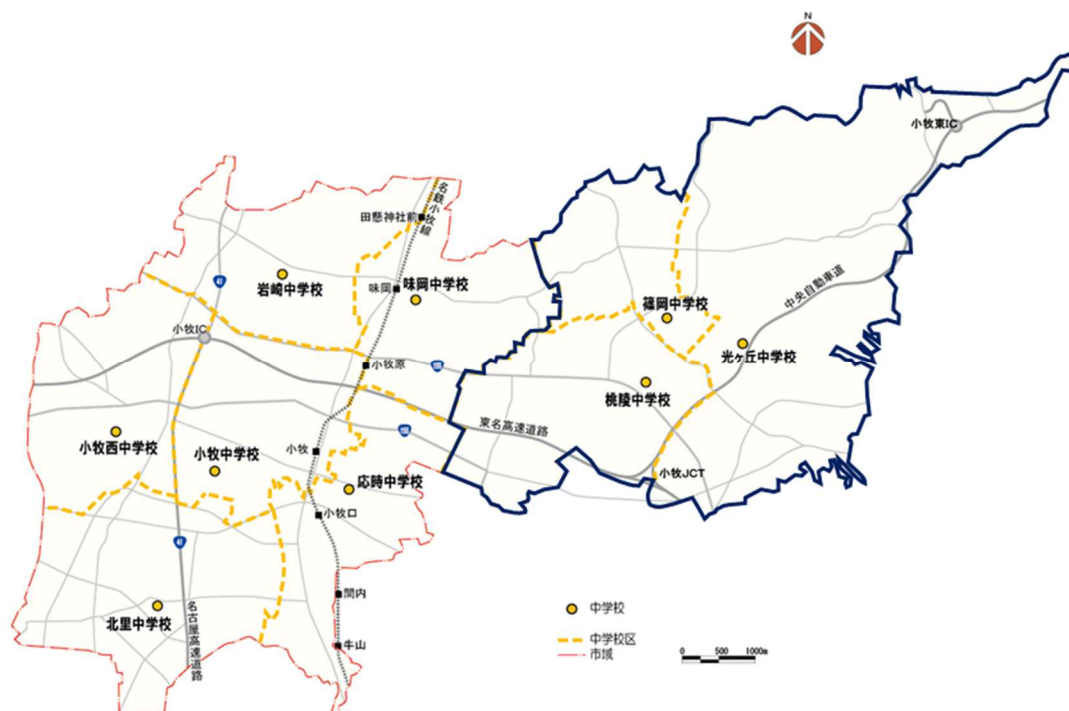 N
小牧東IC
名鉄小牧線
田懸神社前
岩崎中学校
味岡
味岡中学校
中央自動車道
篠岡中学校
小牧IC
光ヶ丘中学校
小牧原
桃陵中学校
東名高速道路
小牧西中学校
小牧中学校
小牧
小牧JCT
応時中学校
小牧口
41
41
間内
北里中学校
名古屋高速道路
牛山
中学校
中学校区
市域
0 500 1000m